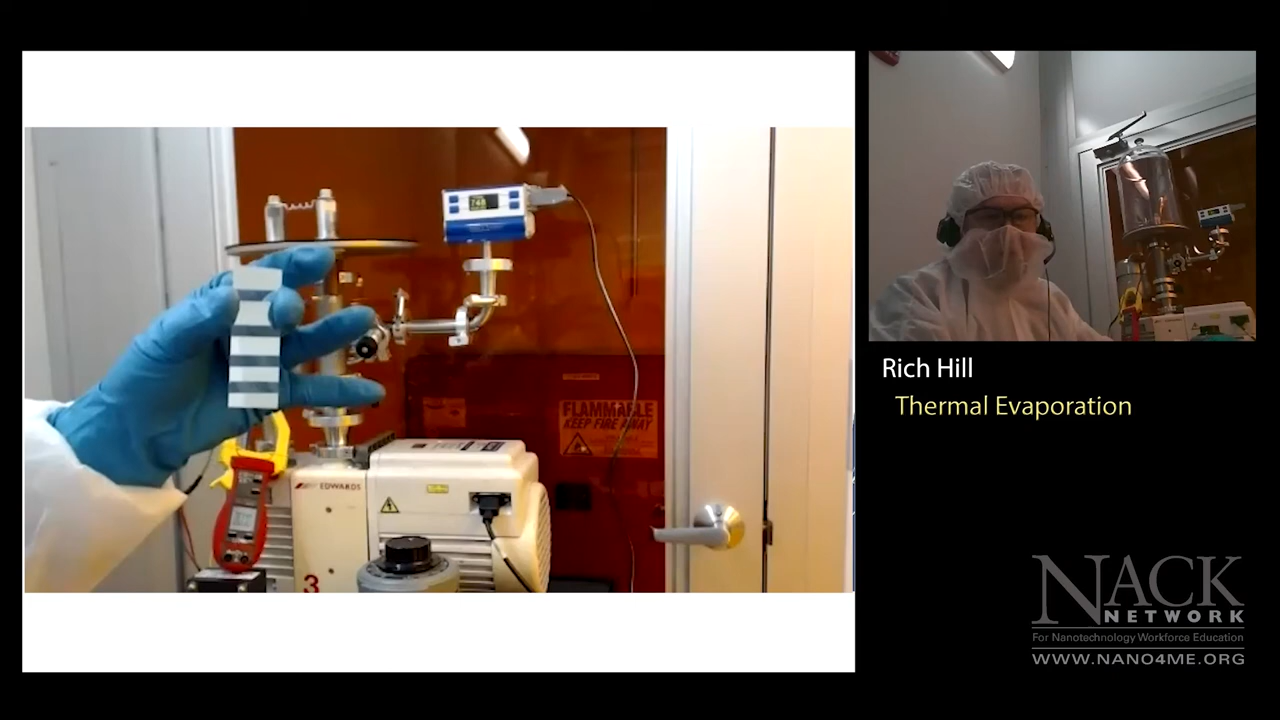 748
FLAMMABLE
KEEP FIRE AWAY
EDWARDS
3
Rich Hill
Thermal Evaporation
NACK
NETWORK
For Nanotechnology Workforce Education
WWW.NANO4ME.ORG